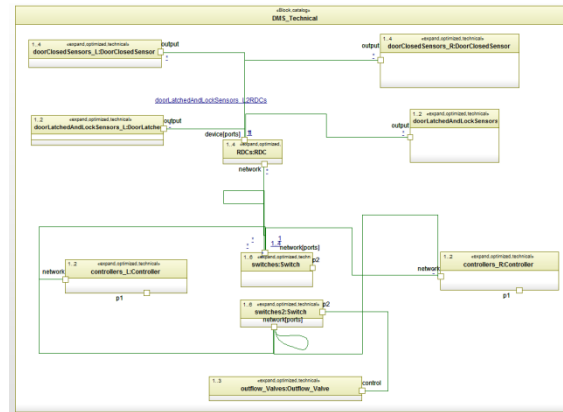 «Block,catalog»
DMS_Technical
1..4 «expand.optimized.technical»
doorClosedSensors_L:DoorClosedSensor
output
1..4 «expand.optimized.technical»
doorClosedSensors_R:DoorClosedSensor
output
doorLatchedAndLockSensors_L2RDCs
1..2 «expand.optimized.technical»
doorLatchedAndLockSensors_L:DoorLatche
output
1..2 «expand.optimized.technical»
doorLatchedAndLockSensors
output
device[ports]
1..4 «expand.optimized.technical»
RDCs:RDC
network
network[ports]
1..2 «expand.optimized.technical»
controllers_L:Controller
network
p1
1..6 «expand.optimized.techn
switches:Switch
p2
1..2 «expand.optimized.technical»
controllers_R:Controller
network
p1
1..6 «expand.optimized.technical»
switches2:Switch
p2
network[ports]
1..3 «expand.optimized.technical»
outflow_Valves:Outflow_Valve
control